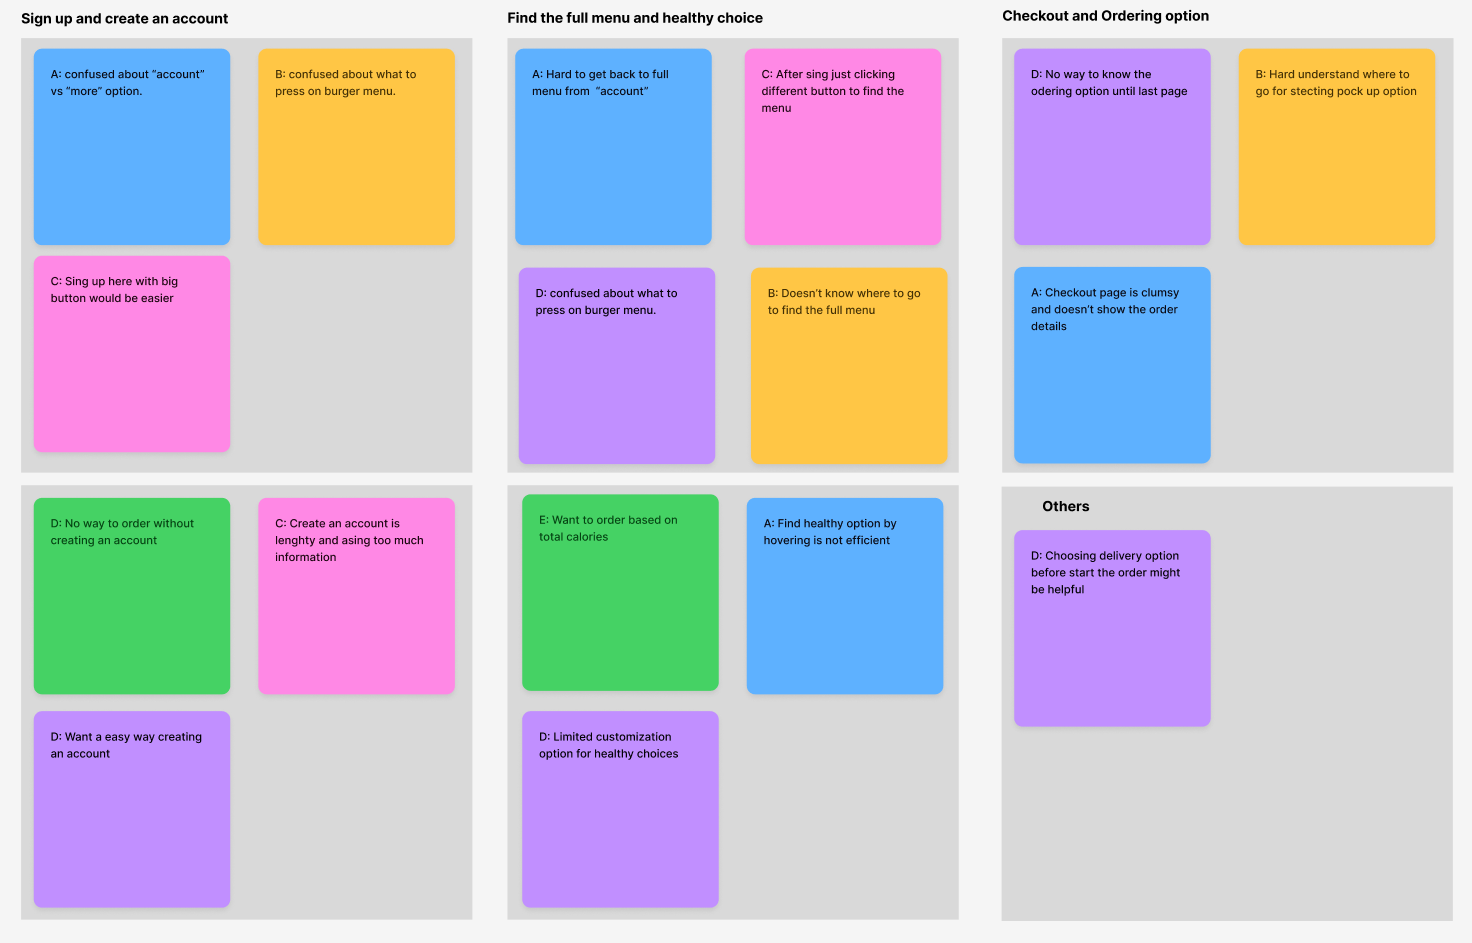 Sign up and create an account
A: confused about “account”
vs “more” option.
B: confused about what to
press on burger menu.
C: Sing up here with big
button would be easier
D: No way to order without
creating an account
C: Create an account is
lenghty and asing too much
information
D: Want a easy way creating
an account
Find the full menu and healthy choice
A: Hard to get back to full
menu from “account”
C: After sing just clicking
different button to find the
menu
D: confused about what to
press on burger menu.
B: Doesn’t know where to go
to find the full menu
E: Want to order based on
total calories
A: Find healthy option by
hovering is not efficient
D: Limited customization
option for healthy choices
Checkout and Ordering option
D: No way to know the
odering option until last page
B: Hard understand where to
go for stecting pock up option
A: Checkout page is clumsy
and doesn’t show the order
details
Others
D: Choosing delivery option
before start the order might
be helpful